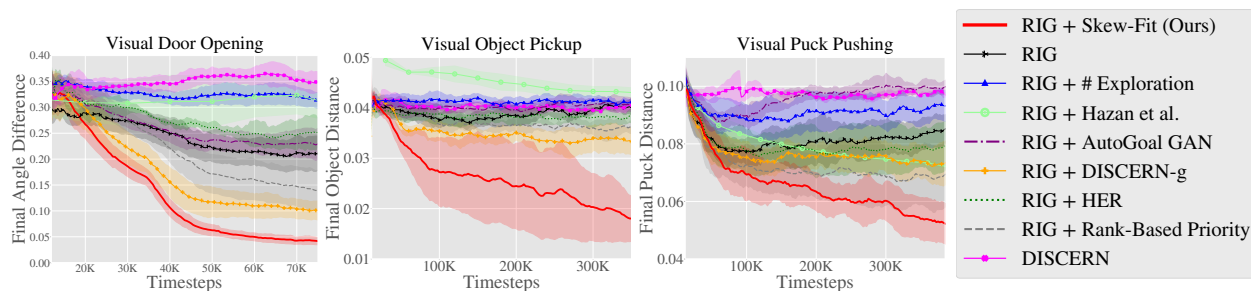 Visual Door Opening
Final Angle Difference
0.40
0.35
0.30
0.25
0.20
0.15
0.10
0.05
0.00
20K 30K 40K 50K 60K 70K
Timesteps
Visual Object Pickup
Final Object Distance
0.05
0.04
0.03
0.02
0.01
100K 200K 300K
Timesteps
Visual Puck Pushing
Final Puck Distance
0.10
0.08
0.06
0.04
100K 200K 300K
Timesteps
RIG + Skew-Fit (Ours)
RIG
RIG + # Exploration
RIG + Hazan et al.
RIG + AutoGoal GAN
RIG + DISCERN-g
RIG + HER
RIG + Rank-Based Priority
DISCERN